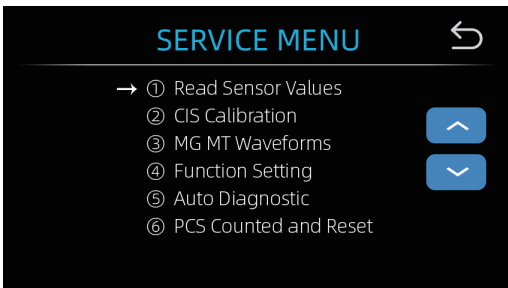 SERVICE MENU
→ ① Read Sensor Values
② CIS Calibration
③ MG MT Waveforms
④ Function Setting
⑤ Auto Diagnostic
⑥ PCS Counted and Reset